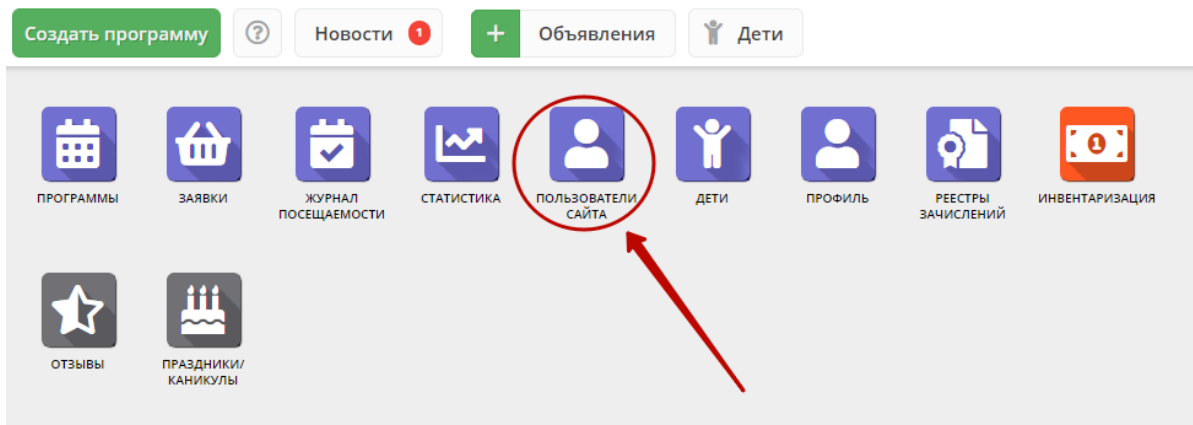 Создать программу
?
Новости 1
+ Объявления
Дети
ПРОГРАММЫ
ЗАЯВКИ
ЖУРНАЛ
ПОСЕЩАЕМОСТИ
СТАТИСТИКА
ПОЛЬЗОВАТЕЛИ
САЙТА
ДЕТИ
ПРОФИЛЬ
РЕЕСТРЫ
ЗАЧИСЛЕНИЙ
1
ИНВЕНТАРИЗАЦИЯ
ОТЗЫВЫ
ПРАЗДНИКИ/
КАНИКУЛЫ